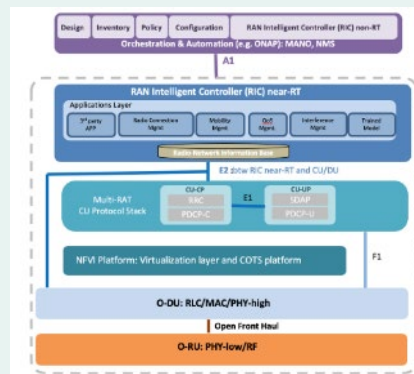 Design Inventory Policy Configuration RAN Intelligent Controller (RIC) non-RT
Orchestration & Automation (e.g. ONAP): MANO, NMS
A1
RAN Intelligent Controller (RIC) near-RT
Applications Layer
3rd party APP
Radio Connection Mgmt
Mobility Mgmt
QoS Mgmt
Interference Mgmt
Trained Model
Radio Network Information Base
E2 :btw RIC near-RT and CU/DU
Multi-RAT
CU Protocol Stack
CU-CP
RRC
PDCP-C
E1
CU-UP
SDAP
PDCP-U
NFVI Platform: Virtualization layer and COTS platform
F1
O-DU: RLC/MAC/PHY-high
Open Front Haul
O-RU: PHY-low/RF